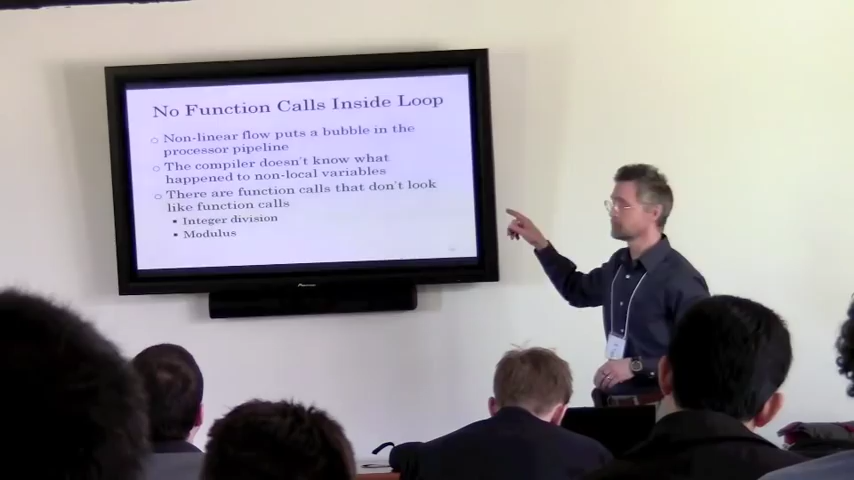 No Function Calls Inside Loop
Non-linear flow puts a bubble in the
processor pipeline
The compiler doesn't know what
happened to non-local variables
There are function calls that don't look
like function calls
Integer division
Modulus